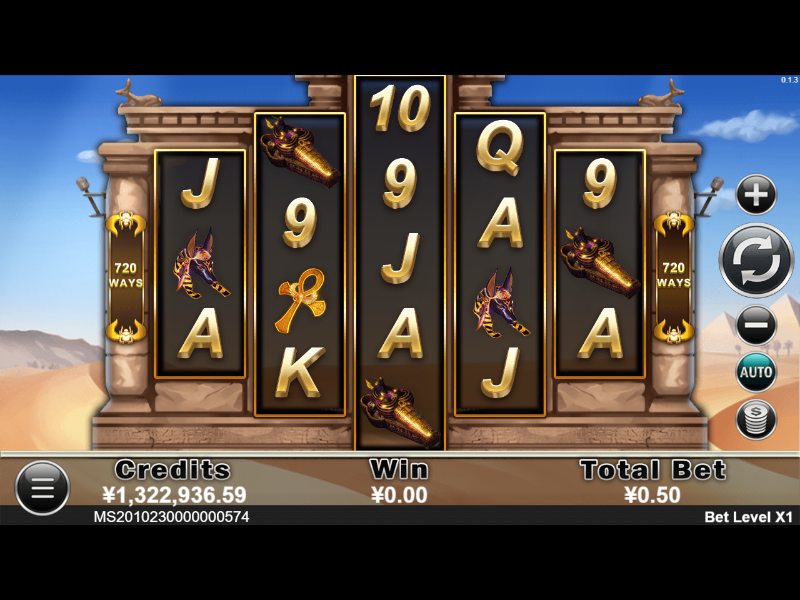 0.1.3
10
Q
J
9
9
9
A
720
WAYS
J
720
WAYS
A
K
A
J
A
AUTO
Credits
Win
Total Bet
¥1,322,936.59
¥0.00
¥0.50
MS2010230000000574
Bet Level X1